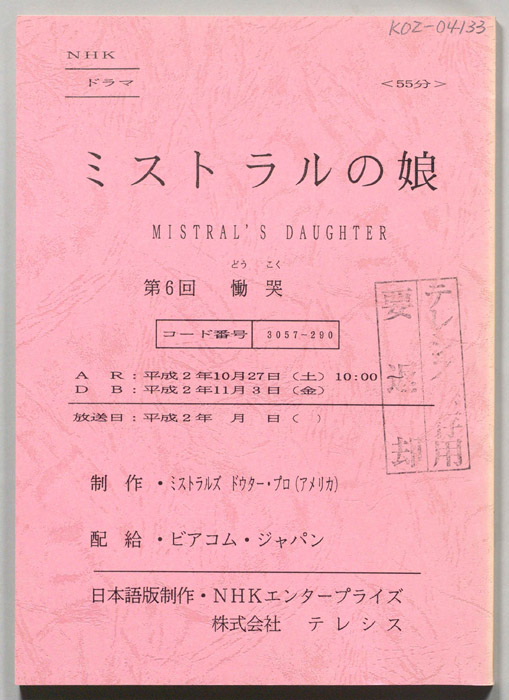 KOZ-04133
NHK
ドラマ
<55分>
ミストラルの娘
MISTRAL'S DAUGHTER
どう こく
第6回 慟哭
コード番号 3057~290
AR:平成2年10月27日(土)10:00~
DB:平成2年11月3日(金)
放送日:平成2年 月 日( )
テレシス保存用
要返却
制作・ミストラルズ ドウター・プロ(アメリカ)
配給・ビアコム・ジャパン
日本語版制作・NHKエンタープライズ
株式会社 テレシス